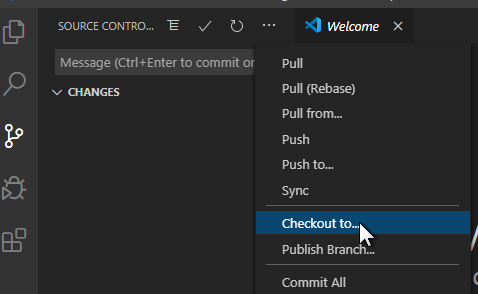 SOURCE CONTRO...
Welcome
Message (Ctrl+Enter to commit on
CHANGES
Pull
Pull (Rebase)
Pull from...
Push
Push to...
Sync
Checkout to...
Publish Branch...
Commit All